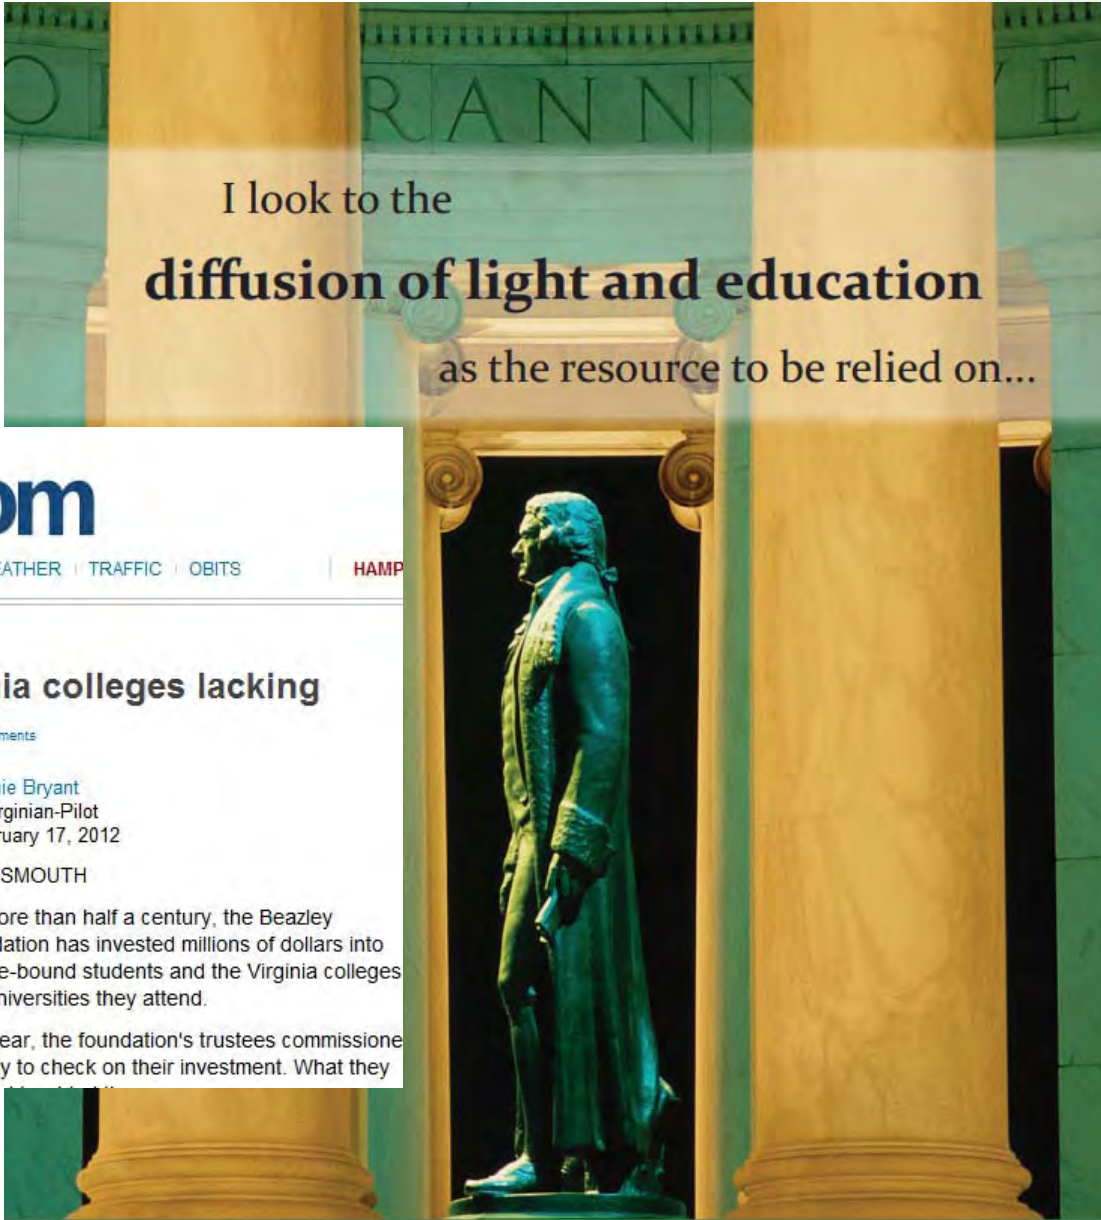 RANNY
E
I look to the
diffusion of light and education
as the resource to be relied on...
om
EATHER TRAFFIC OBITS HAMP
ia colleges lacking
ments
ie Bryant
rginian-Pilot
ruary 17, 2012
SMOUTH
ore than half a century, the Beazley
lation has invested millions of dollars into
e-bound students and the Virginia colleges
niversities they attend.
ear, the foundation's trustees commissione
y to check on their investment. What they